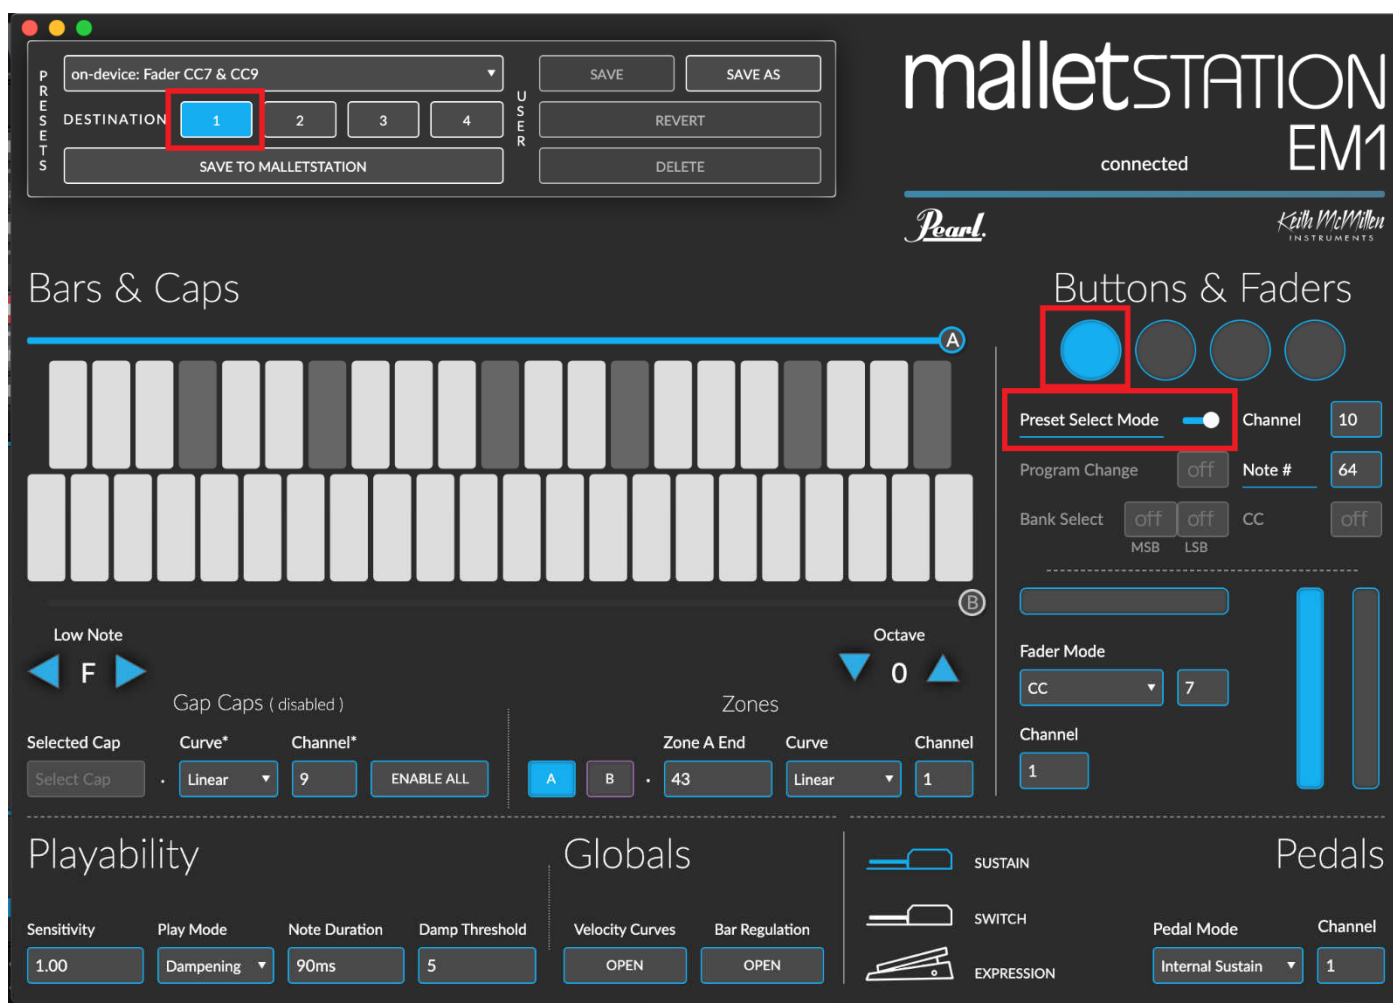 PRESETS
on-device: Fader CC7 & CC9
DESTINATION 1 2 3 4
SAVE TO MALLETSTATION
USER
SAVE SAVE AS
REVERT
DELETE
malletSTATION
EM1
connected
Pearl.
Keith McMillen
INSTRUMENTS
Bars & Caps
A
B
Low Note
F
Octave
0
Gap Caps ( disabled )
Selected Cap Curve* Channel*
Select Cap Linear 9 ENABLE ALL
Zones
Zone A End Curve Channel
A B 43 Linear 1
Buttons & Faders
Preset Select Mode Channel 10
Program Change off Note # 64
Bank Select off off CC off
MSB LSB
Fader Mode
CC 7
Channel
1
Playability
Sensitivity Play Mode Note Duration Damp Threshold
1.00 Dampening 90ms 5
Globals
Velocity Curves Bar Regulation
OPEN OPEN
Pedals
SUSTAIN
SWITCH
EXPRESSION
Pedal Mode Channel
Internal Sustain 1